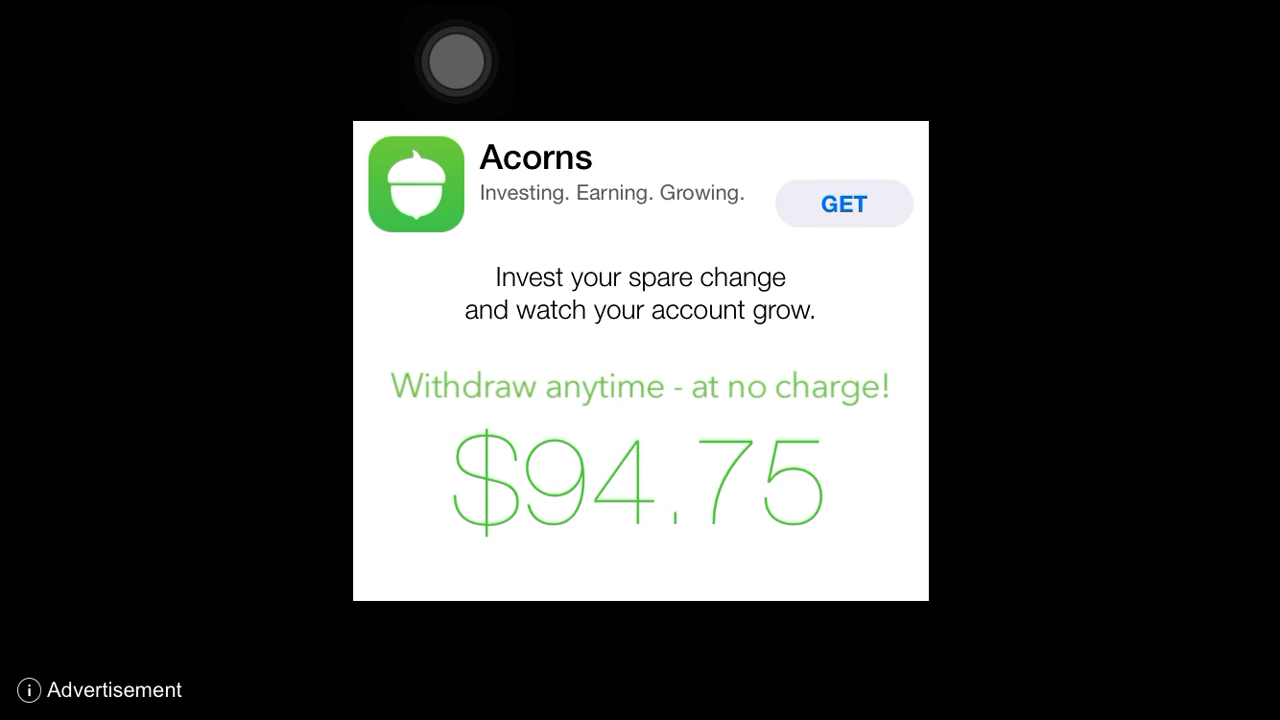 Acorns
Investing. Earning. Growing.
GET
Invest your spare change
and watch your account grow.
Withdraw anytime - at no charge!
$94.75
i Advertisement